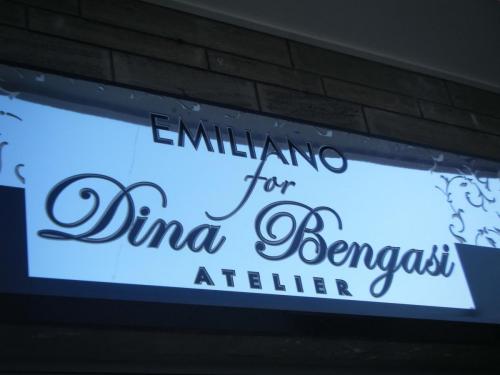 EMILIANO
for
Dina Bengasi
ATELIER